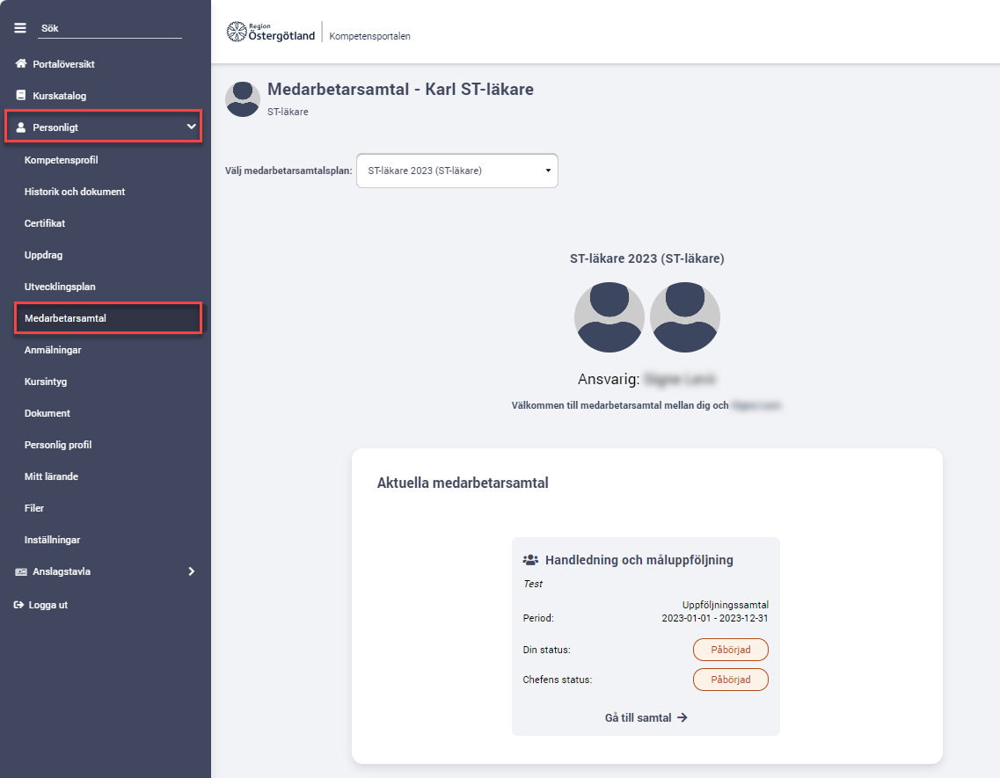 Sök
Portalöversikt
Kurskatalog
Personligt
Kompetensprofil
Historik och dokument
Certifikat
Uppdrag
Utvecklingsplan
Medarbetarsamtal
Anmälningar
Kursintyg
Dokument
Personlig profil
Mitt lärande
Filer
Inställningar
Anslagstavla
Logga ut
Region
Östergötland
Kompetensportalen
Medarbetarsamtal - Karl ST-läkare
ST-läkare
Välj medarbetarsamtalsplan: ST-läkare 2023 (ST-läkare)
ST-läkare 2023 (ST-läkare)
Ansvarig:
Välkommen till medarbetarsamtal mellan dig och
Aktuella medarbetarsamtal
Handledning och måluppföljning
Test
Uppföljningssamtal
Period: 2023-01-01 - 2023-12-31
Din status: Påbörjad
Chefens status: Påbörjad
Gå till samtal